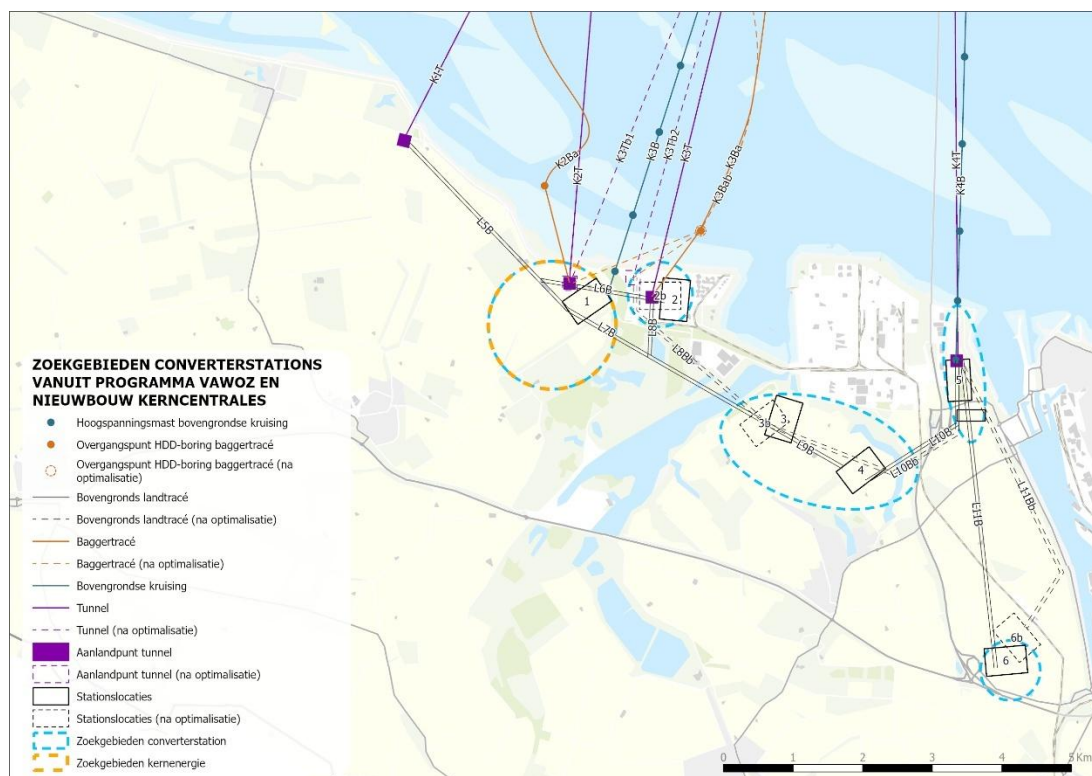 K1T
K2Ba
K2T
K3Tb1
K3B
K3Tb2
K3T
K3Bab
K3Ba
K4T
K4B
L5B
L6B
1
2b
2
L8B
L7B
L8Bb
3b
3
L9B
4
L10B
L10Bb
5
L11B
L11Bb
6b
6
ZOEKGEBIEDEN CONVERTERSTATIONS
VANUIT PROGRAMMA VAWOZ EN
NIEUWBOUW KERNCENTRALES
Hoogspanningsmast bovengrondse kruising
Overgangspunt HDD-boring baggertracé
Overgangspunt HDD-boring baggertracé (na
optimalisatie)
Bovengronds landtracé
Bovengronds landtracé (na optimalisatie)
Baggertracé
Baggertracé (na optimalisatie)
Bovengrondse kruising
Tunnel
Tunnel (na optimalisatie)
Aanlandpunt tunnel
Aanlandpunt tunnel (na optimalisatie)
Stationslocaties
Stationslocaties (na optimalisatie)
Zoekgebieden converterstation
Zoekgebieden kernenergie
0 1 2 3 4 5 Km